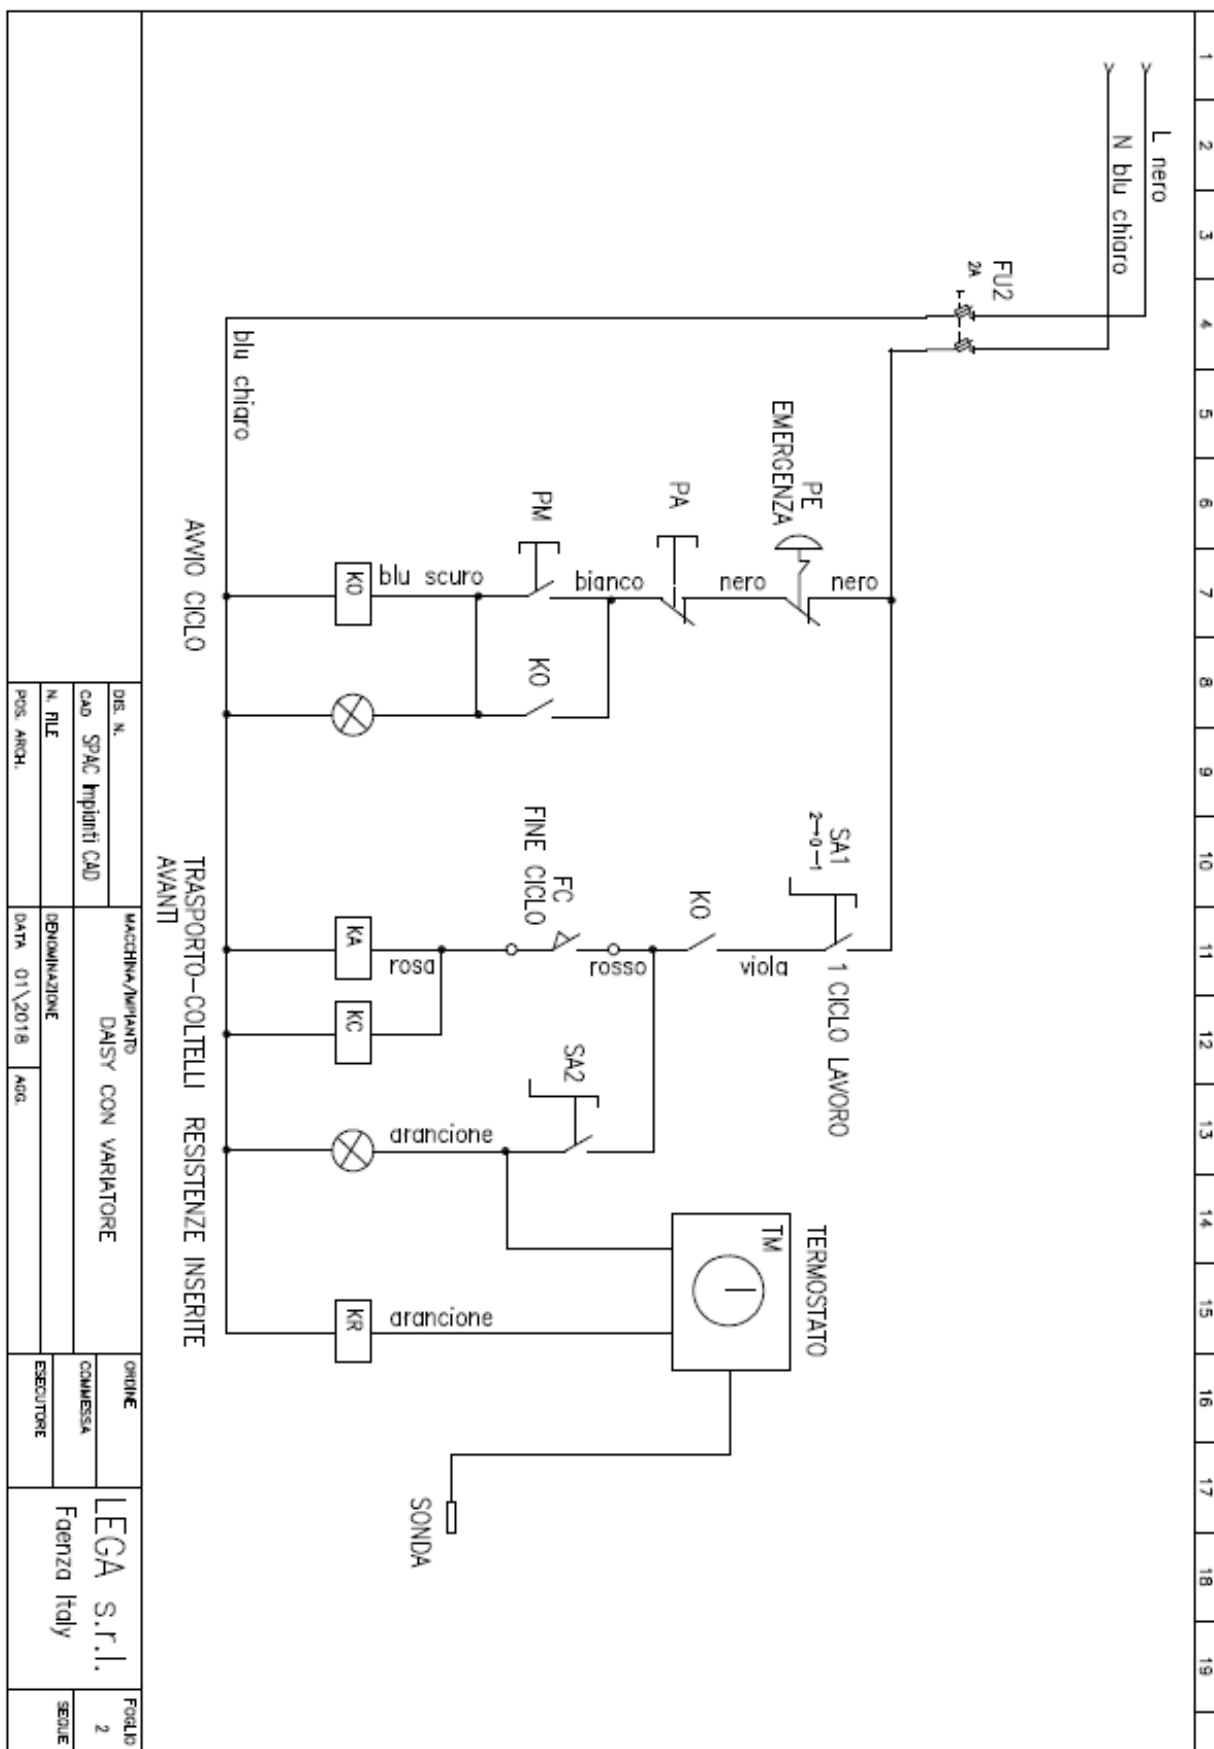 1 2 3 4 5 6 7 8 9 10 11 12 13 14 15 16 17 18 19
L nero
N blu chiaro
FU2
2A
PE
EMERGENZA
PA
PM
nero
nero
bianco
blu scuro
KO
KO
blu chiaro
SA1
2-0-1
1 CICLO LAVORO
viola
KO
rosso
FC
FINE CICLO
rosa
KA
KC
SA2
arancione
TERMOSTATO
TM
arancione
KR
SONDA
AVVIO CICLO
TRASPORTO-COLTELLI
AVANTI
RESISTENZE INSERITE
DIS. N.
CAD SPAC Impianti CAD
N. FILE
POS. ARCH.
MACCHINA/IMPIANTO
DAISY CON VARIATORE
DENOMINAZIONE
DATA 01\2018
AGG.
ORDINE
COMMESSA
ESECUTORE
LEGA s.r.l.
Faenza Italy
FOGLIO
2
SEGUE